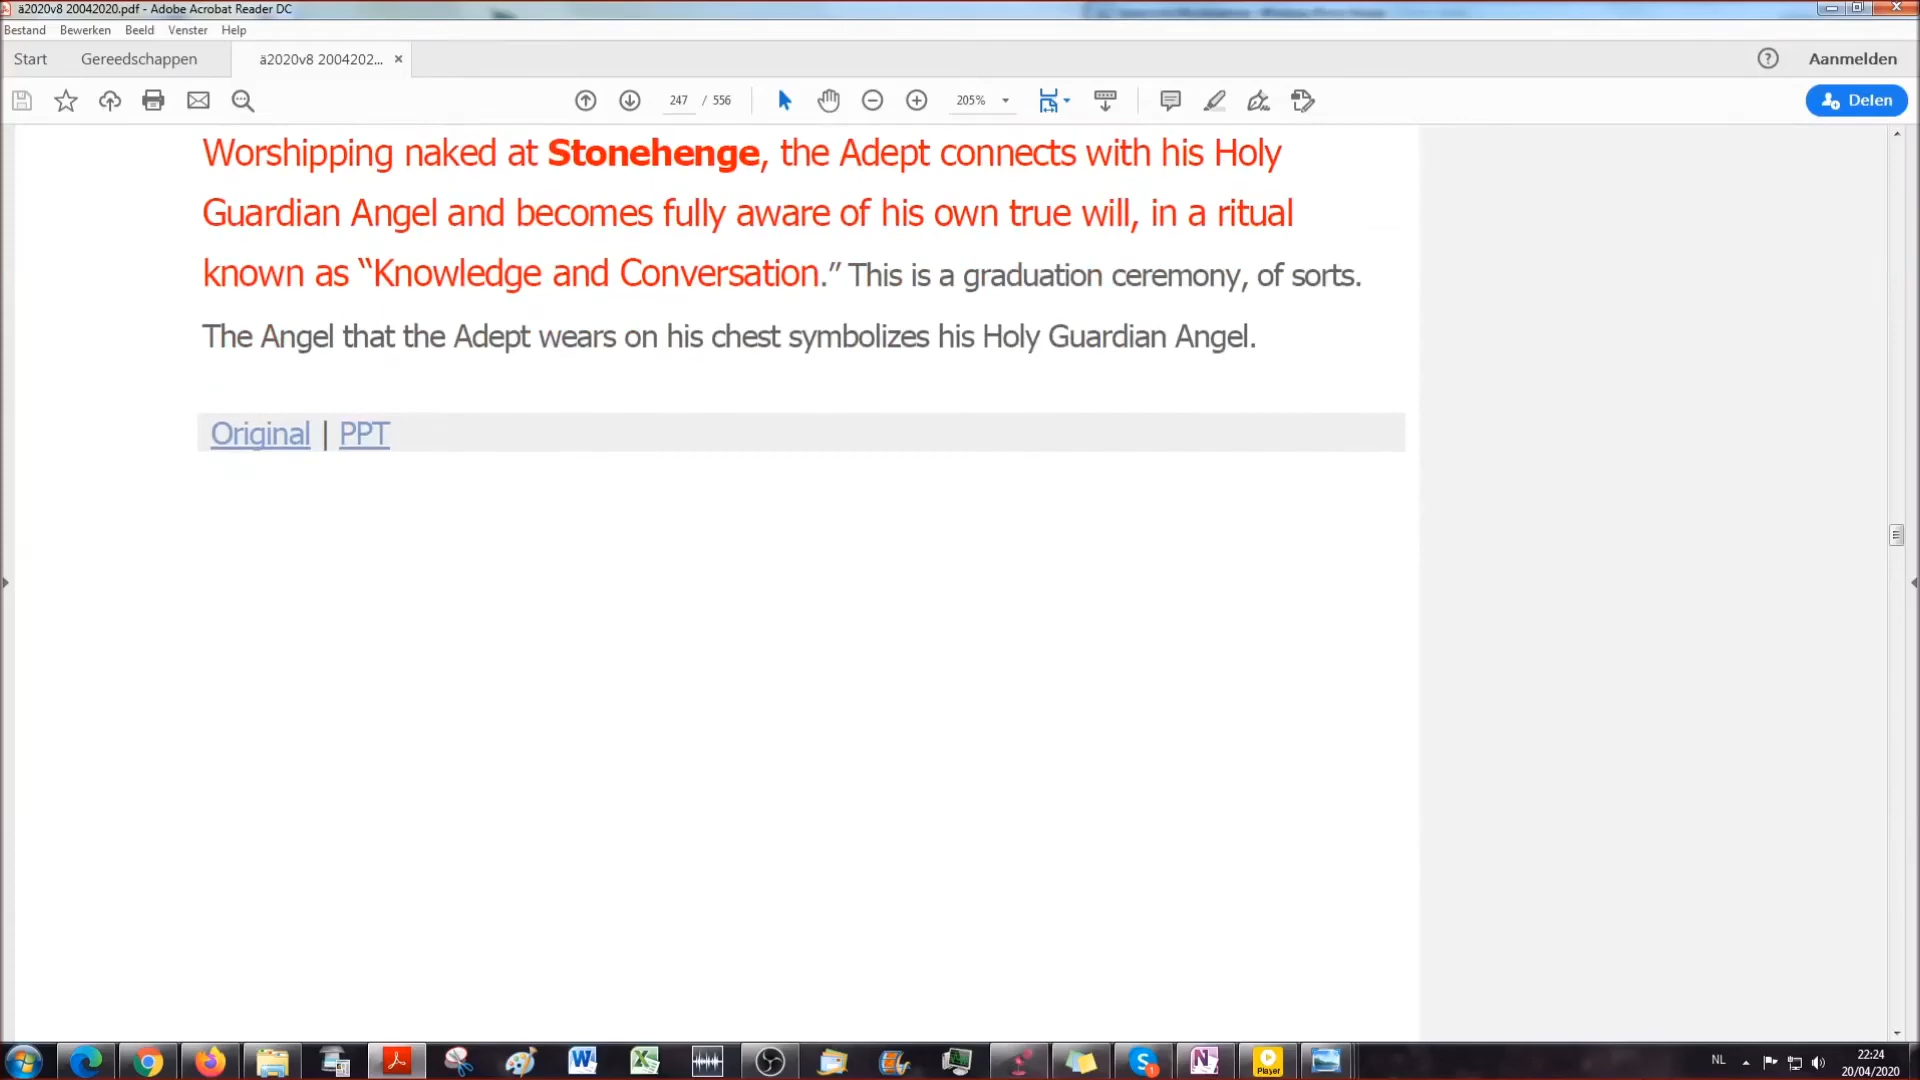 ä2020v8 20042020.pdf - Adobe Acrobat Reader DC
Bestand Bewerken Beeld Venster Help
Start Gereedschappen ä2020v8 2004202... Aanmelden
247 / 556 205% Delen
Worshipping naked at Stonehenge, the Adept connects with his Holy
Guardian Angel and becomes fully aware of his own true will, in a ritual
known as “Knowledge and Conversation.” This is a graduation ceremony, of sorts.
The Angel that the Adept wears on his chest symbolizes his Holy Guardian Angel.
Original | PPT
Player
NL
22:24
20/04/2020